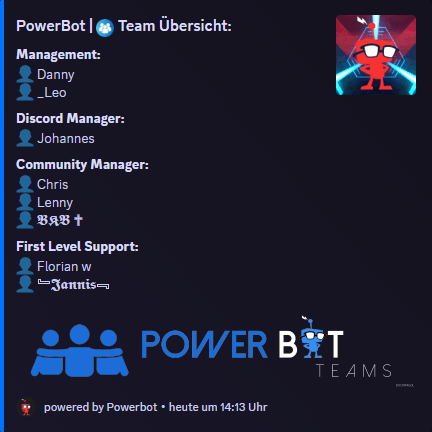 PowerBot | Team Übersicht:
Management:
Danny
_Leo
Discord Manager:
Johannes
Community Manager:
Chris
Lenny
𝕭𝕽𝕭✝
First Level Support:
Florian w
𝕵𝖆𝖓𝖓𝖎𝖘
POWER BOT
TEAMS
powered by Powerbot • heute um 14:13 Uhr